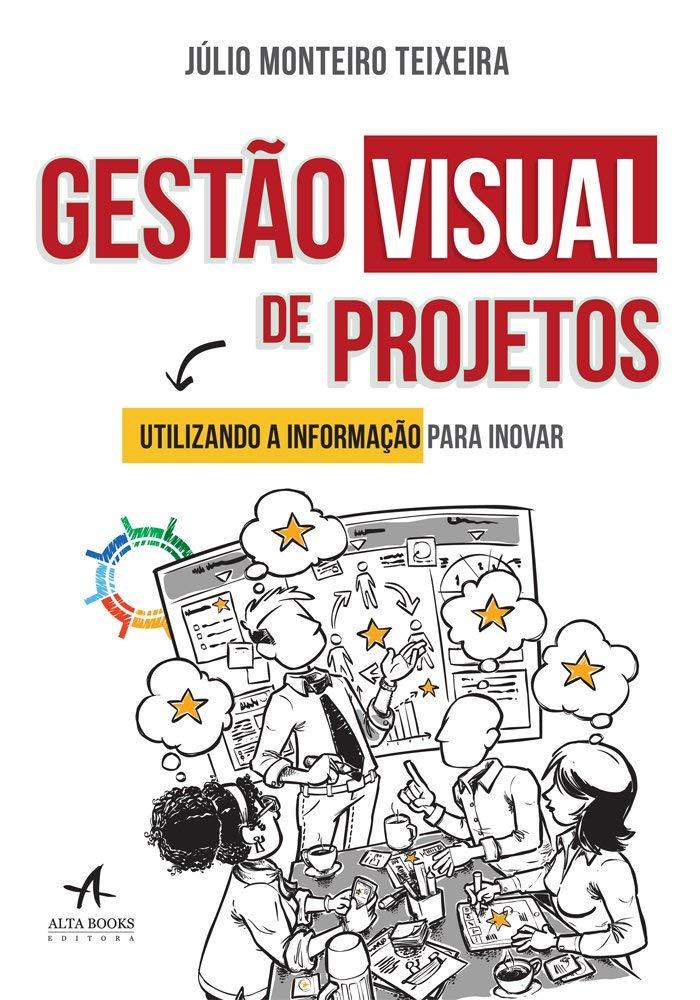 JÚLIO MONTEIRO TEIXEIRA
GESTÃO VISUAL
DE PROJETOS
UTILIZANDO A INFORMAÇÃO PARA INOVAR
ALTA BOOKS
EDITORA